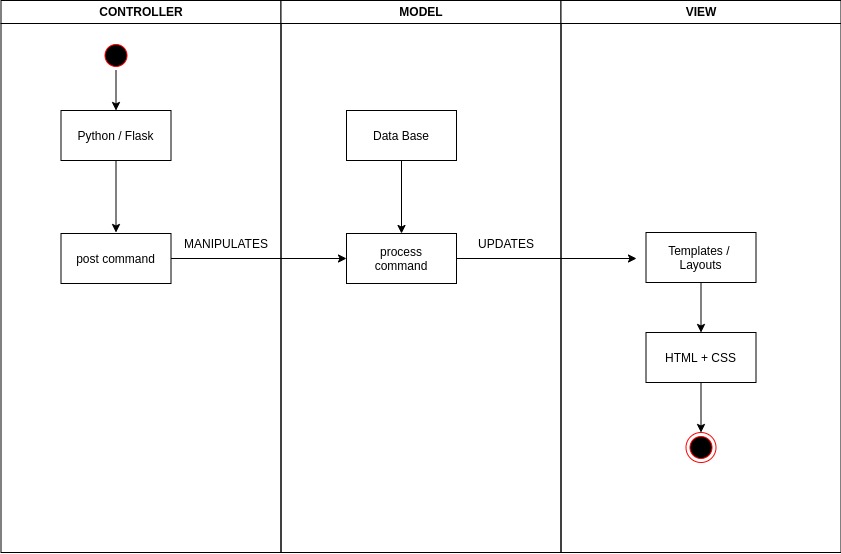 CONTROLLER
MODEL
VIEW
Python / Flask
Data Base
post command
MANIPULATES
process
command
UPDATES
Templates /
Layouts
HTML + CSS